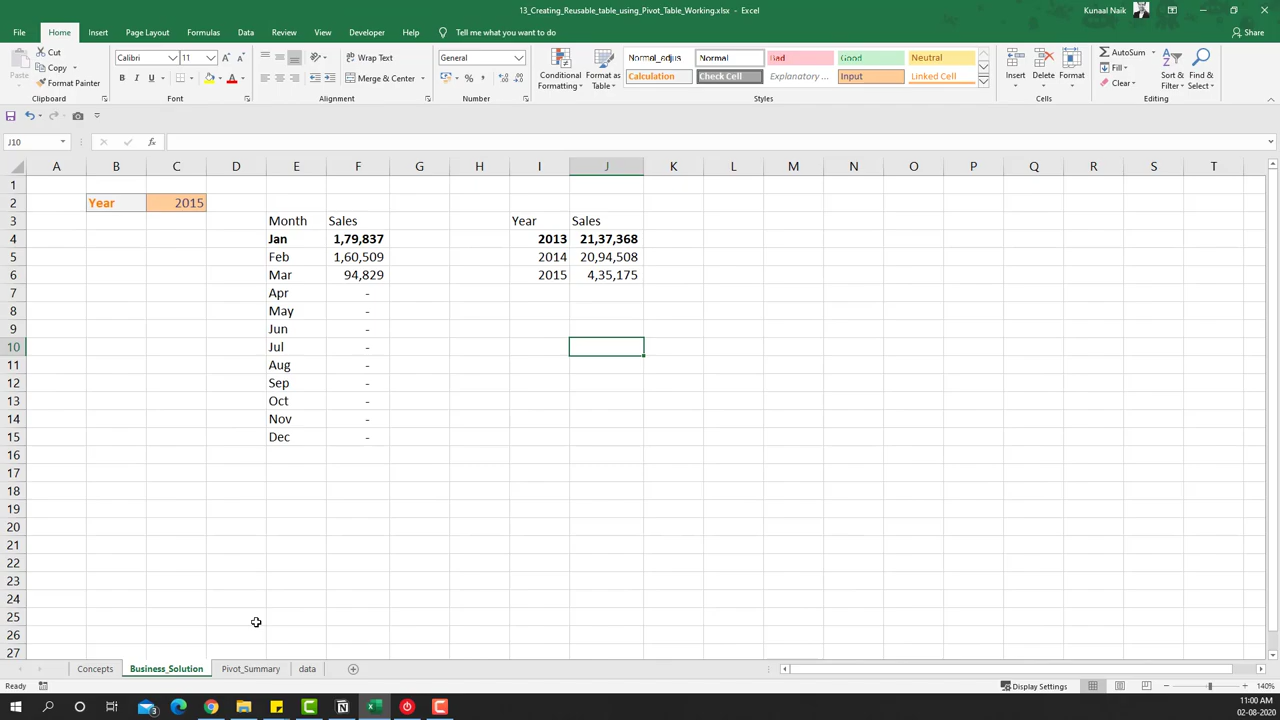 13_Creating_Reusable_table_using_Pivot_Table_Working.xlsx - Excel
Kunaal Naik
File Home Insert Page Layout Formulas Data Review View Developer Help Tell me what you want to do
Share
Paste
Cut
Copy
Format Painter
Clipboard
Calibri 11
B I U
Font
Wrap Text
Merge & Center
Alignment
General
Number
Conditional Formatting
Format as Table
Normal_adjus Normal Bad Good Neutral
Calculation Check Cell Explanatory ... Input Linked Cell
Styles
Insert Delete Format
Cells
AutoSum
Fill
Clear
Sort & Filter
Find & Select
Editing
J10
A B C D E F G H I J K L M N O P Q R S T
1
2 Year 2015
3 Month Sales Year Sales
4 Jan 1,79,837 2013 21,37,368
5 Feb 1,60,509 2014 20,94,508
6 Mar 94,829 2015 4,35,175
7 Apr -
8 May -
9 Jun -
10 Jul -
11 Aug -
12 Sep -
13 Oct -
14 Nov -
15 Dec -
16
17
18
19
20
21
22
23
24
25
26
27
Concepts Business_Solution Pivot_Summary data
Ready
Display Settings
140%
11:00 AM
02-08-2020